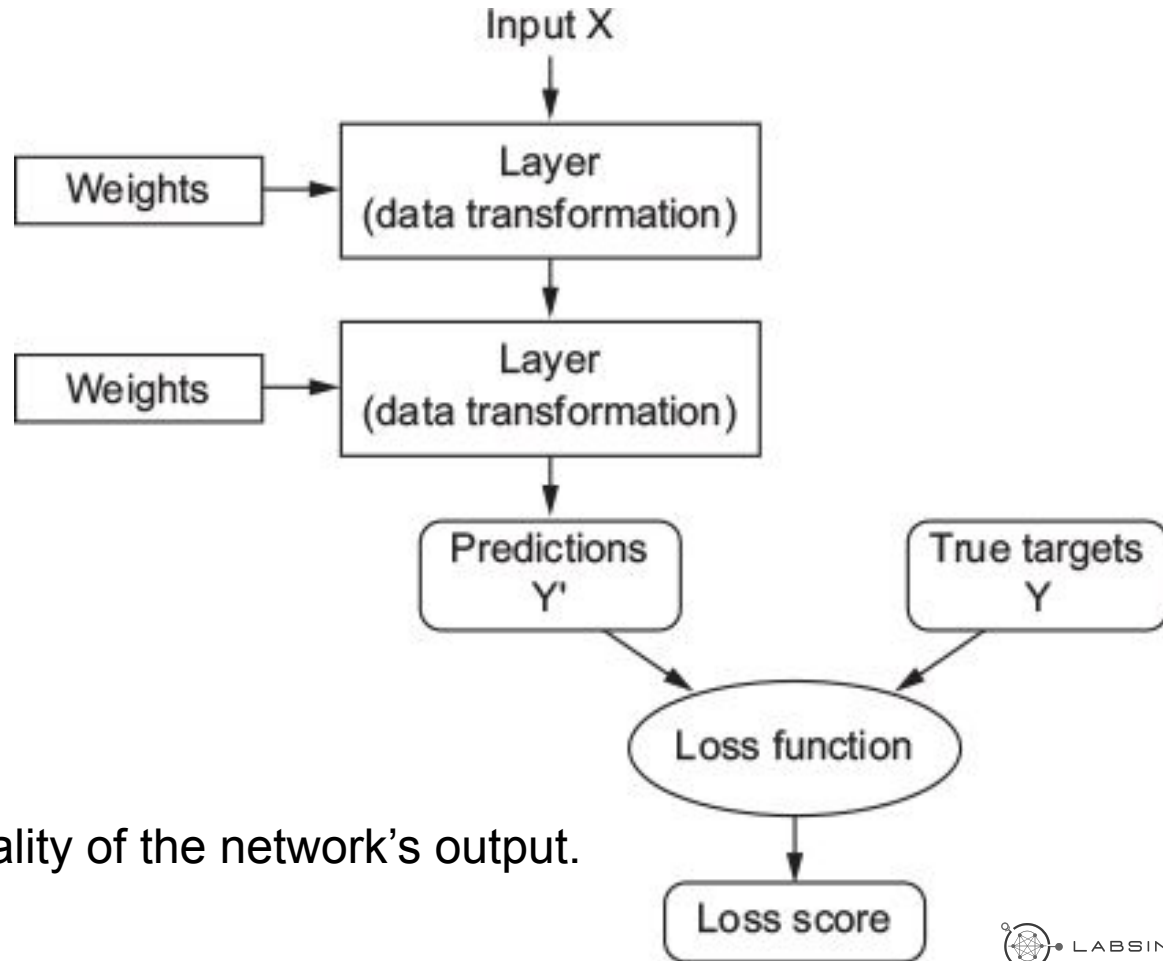 Input X
Weights
Layer
(data transformation)
Weights
Layer
(data transformation)
Predictions
Y'
True targets
Y
Loss function
of the network’s output.
Loss score